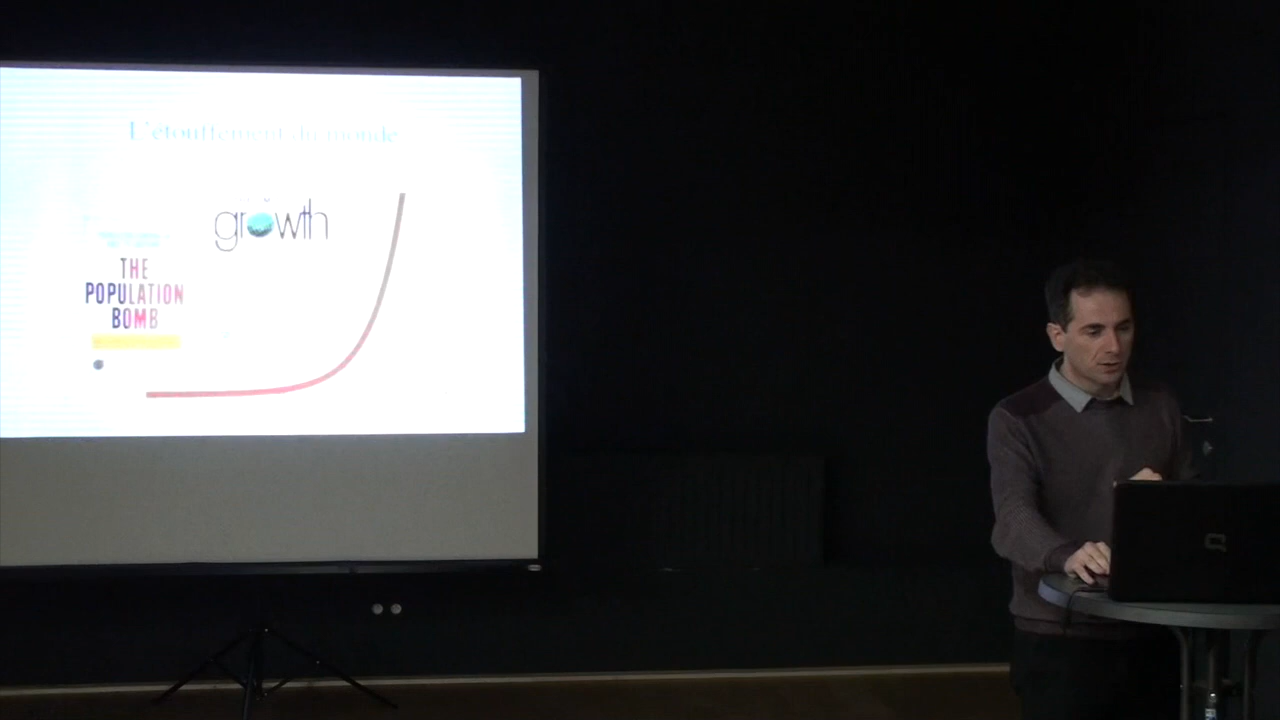 L'étouffement du monde
growth
THE
POPULATION
BOMB